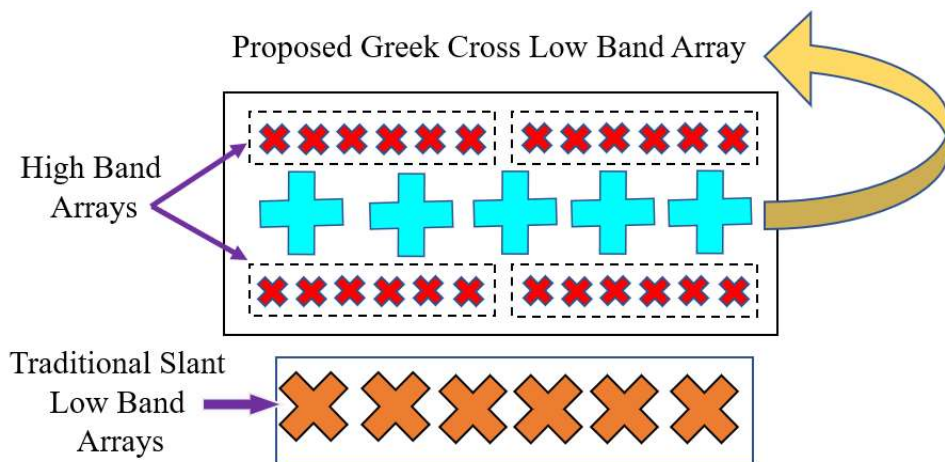 Proposed Greek Cross Low Band Array
High Band
Arrays
Traditional Slant
Low Band
Arrays